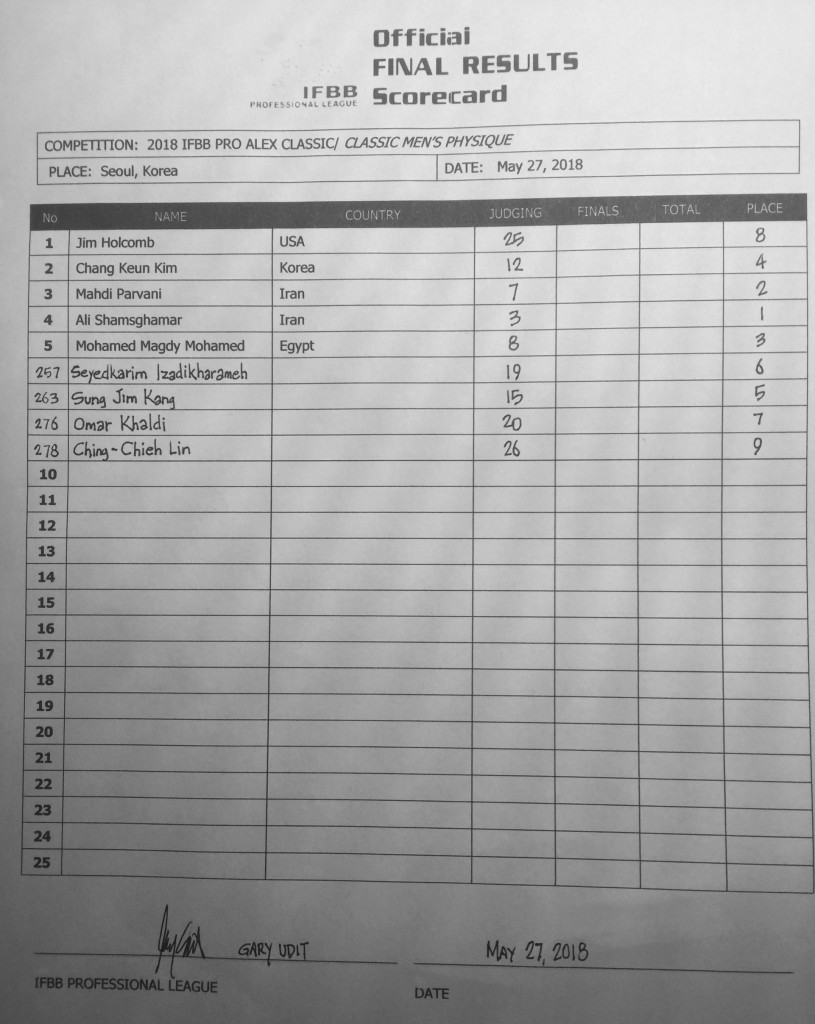 Official
FINAL RESULTS
IFBB Scorecard
PROFESSIONAL LEAGUE
COMPETITION: 2018 IFBB PRO ALEX CLASSIC/ CLASSIC MEN'S PHYSIQUE
PLACE: Seoul, Korea DATE: May 27, 2018
No NAME COUNTRY JUDGING FINALS TOTAL PLACE
1 Jim Holcomb USA 25 8
2 Chang Keun Kim Korea 12 4
3 Mahdi Parvani Iran 7 2
4 Ali Shamsghamar Iran 3 1
5 Mohamed Magdy Mohamed Egypt 8 3
257 Seyedkarim Izadikharameh 19 6
263 Sung Jim Kang 15 5
276 Omar Khaldi 20 7
278 Ching-Chieh Lin 26 9
10
11
12
13
14
15
16
17
18
19
20
21
22
23
24
25
GARY UDIT MAY 27, 2018
IFBB PROFESSIONAL LEAGUE DATE